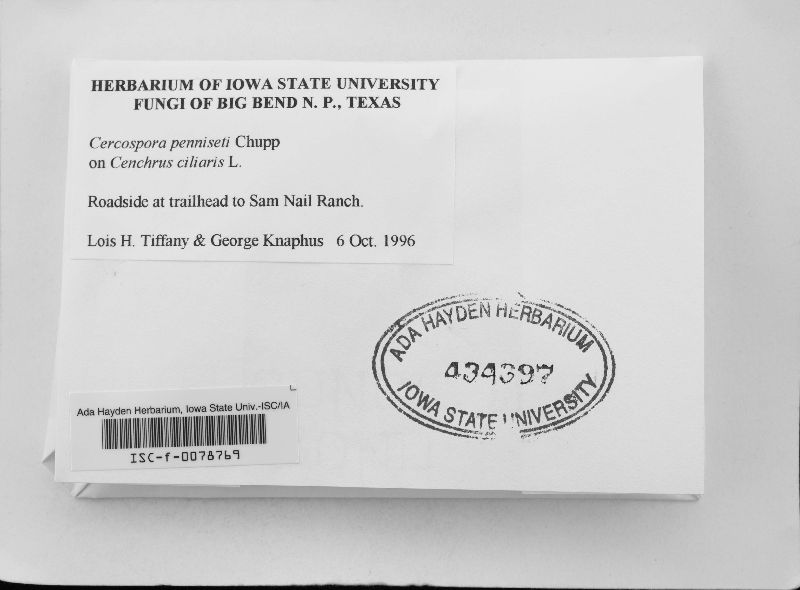 HERBARIUM OF IOWA STATE UNIVERSITY
FUNGI OF BIG BEND N. P., TEXAS
Cercospora penniseti Chupp
on Cenchrus ciliaris L.
Roadside at trailhead to Sam Nail Ranch.
Lois H. Tiffany & George Knaphus 6 Oct. 1996
ADA HAYDEN HERBARIUM
434397
IOWA STATE UNIVERSITY
Ada Hayden Herbarium, Iowa State Univ.-ISC/IA
ISC-f-0078769